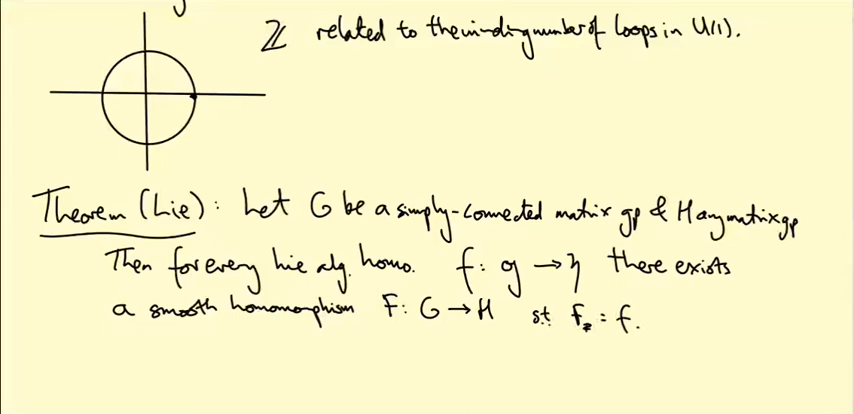 ℤ related to the winding number of loops in U(1).
Theorem (Lie): Let G be a simply-connected matrix gp & H any matrix gp
Then for every Lie alg. homo. f: 𝔤 → 𝔥 there exists
a smooth homomorphism F: G → H st. F_* = f.